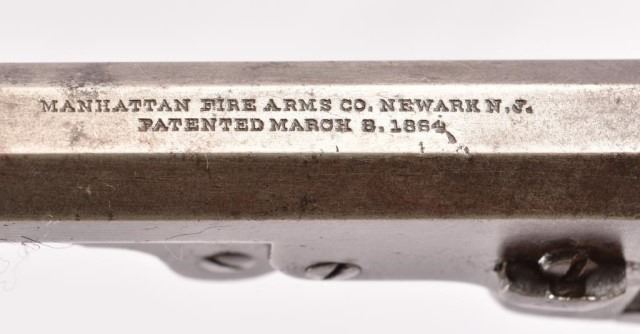 MANHATTAN FIRE ARMS CO. NEWARK N.J.
PATENTED MARCH 8, 1864